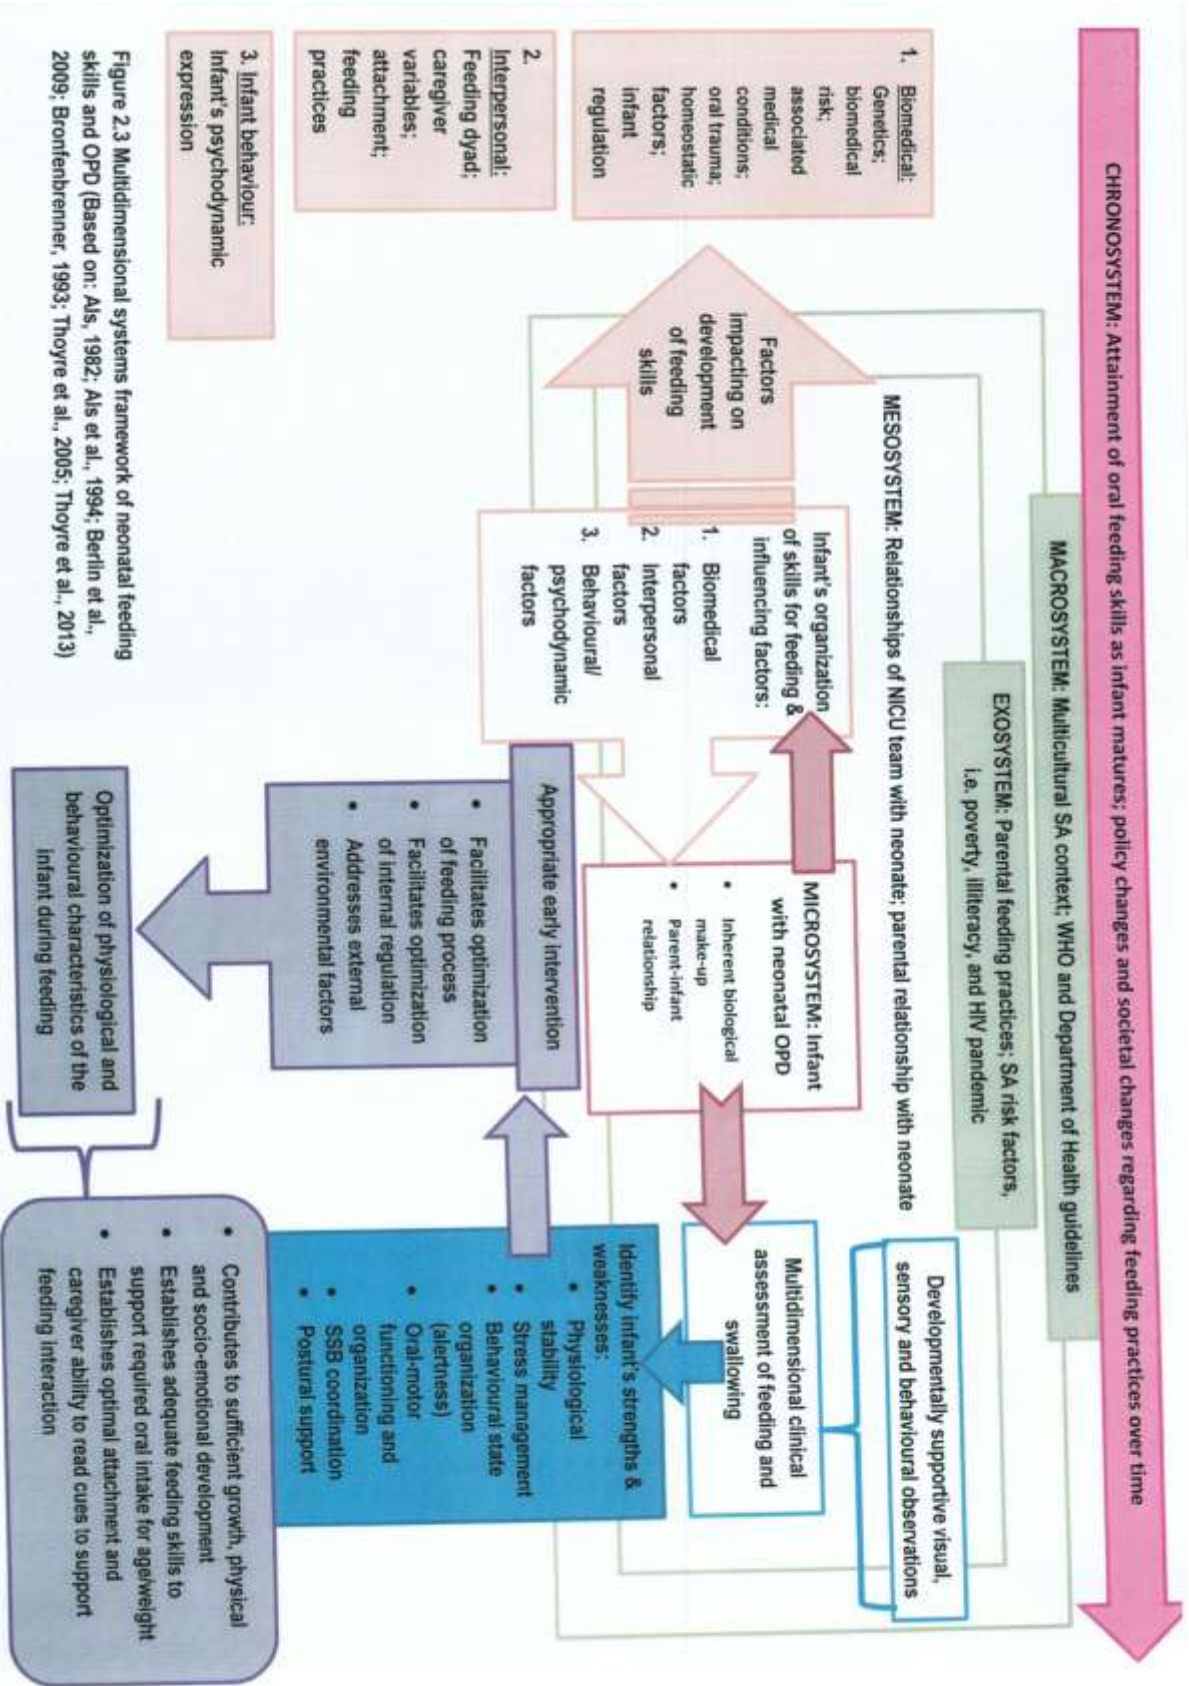 CHRONOSYSTEM: Attainment of oral feeding skills as infant matures; policy changes and societal changes regarding feeding practices over time
MACROSYSTEM: Multicultural SA context; WHO and Department of Health guidelines
EXOSYSTEM: Parental feeding practices; SA risk factors,
i.e. poverty, illiteracy, and HIV pandemic
MESOSYSTEM: Relationships of NICU team with neonate; parental relationship with neonate
1. Biomedical:
Genetics;
biomedical
risk;
associated
medical
conditions;
oral trauma;
homeostatic
factors;
infant
regulation
2.
Interpersonal:
Feeding dyad;
caregiver
variables;
attachment;
feeding
practices
3. Infant behaviour:
Infant's psychodynamic
expression
Factors
impacting on
development
of feeding
skills
Infant's organization
of skills for feeding &
influencing factors:
1. Biomedical
factors
2. Interpersonal
factors
3. Behavioural/
psychodynamic
factors
MICROSYSTEM: Infant
with neonatal OPD
• Inherent biological
make-up
• Parent-infant
relationship
Developmentally supportive visual,
sensory and behavioural observations
Multidimensional clinical
assessment of feeding and
swallowing
Identify infant's strengths &
weaknesses:
• Physiological
stability
• Stress management
• Behavioural state
organization
(alertness)
• Oral-motor
functioning and
organization
• SSB coordination
• Postural support
Appropriate early intervention
• Facilitates optimization
of feeding process
• Facilitates optimization
of internal regulation
• Addresses external
environmental factors
Optimization of physiological and
behavioural characteristics of the
infant during feeding
• Contributes to sufficient growth, physical
and socio-emotional development
• Establishes adequate feeding skills to
support required oral intake for age/weight
• Establishes optimal attachment and
caregiver ability to read cues to support
feeding interaction
Figure 2.3 Multidimensional systems framework of neonatal feeding
skills and OPD (Based on: Als, 1982; Als et al., 1994; Berlin et al.,
2009; Bronfenbrenner, 1993; Thoyre et al., 2005; Thoyre et al., 2013)